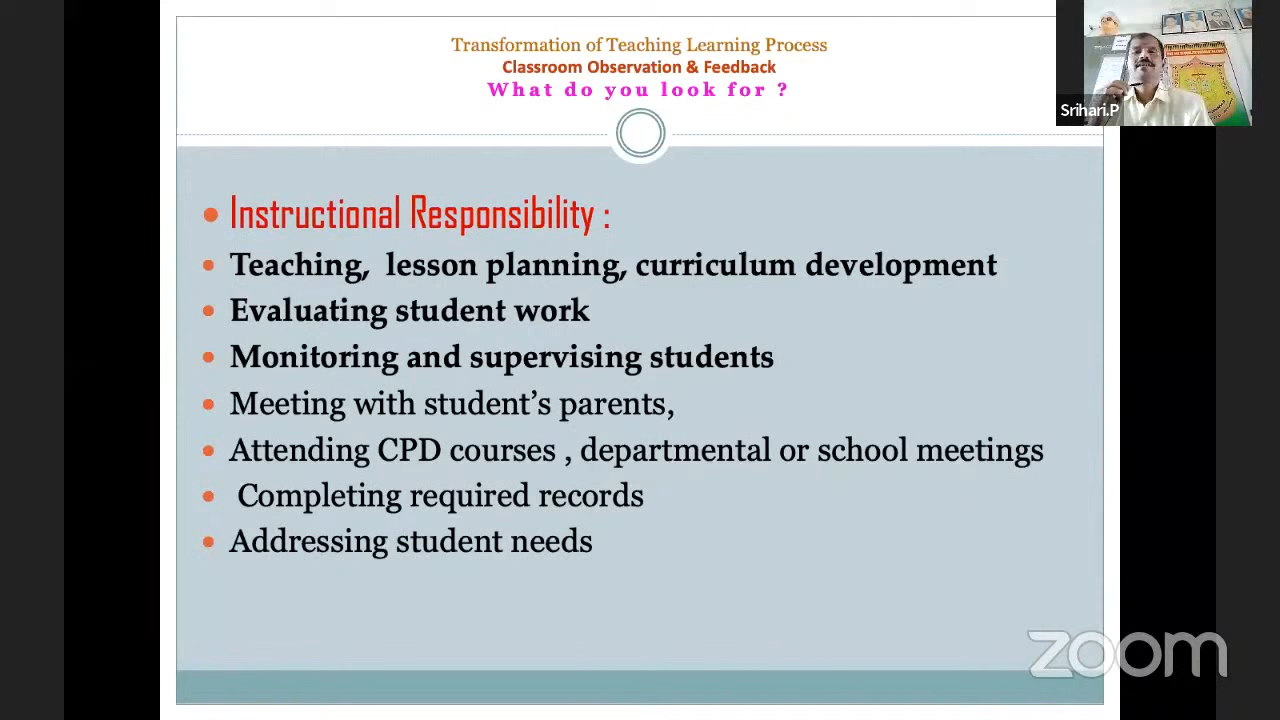 Transformation of Teaching Learning Process
Classroom Observation & Feedback
What do you look for ?
Srihari.P
• Instructional Responsibility :
• Teaching, lesson planning, curriculum development
• Evaluating student work
• Monitoring and supervising students
• Meeting with student’s parents,
• Attending CPD courses , departmental or school meetings
• Completing required records
• Addressing student needs
zoom